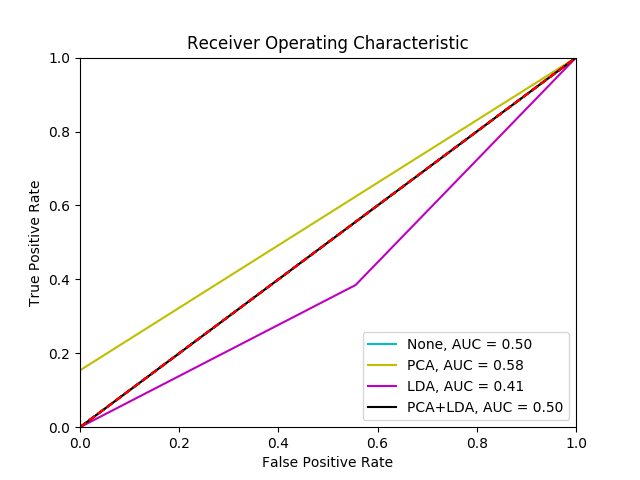 Receiver Operating Characteristic
1.0
0.8
0.6
0.4
0.2
0.0
True Positive Rate
None, AUC = 0.50
PCA, AUC = 0.58
LDA, AUC = 0.41
PCA+LDA, AUC = 0.50
0.0 0.2 0.4 0.6 0.8 1.0
False Positive Rate